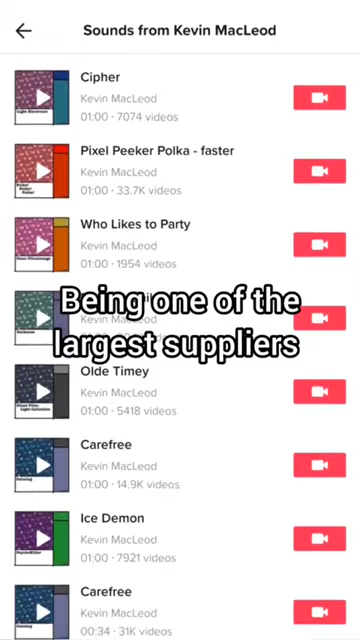 Sounds from Kevin MacLeod
Cipher
Kevin MacLeod
01:00 · 7074 videos
Pixel Peeker Polka - faster
Kevin MacLeod
01:00 · 33.7K videos
Who Likes to Party
Kevin MacLeod
01:00 · 1954 videos
Being one of the
largest suppliers
Kevin MacLeod
Olde Timey
Kevin MacLeod
01:00 · 5418 videos
Carefree
Kevin MacLeod
01:00 · 14.9K videos
Ice Demon
Kevin MacLeod
01:00 · 7921 videos
Carefree
Kevin MacLeod
00:34 · 31K videos